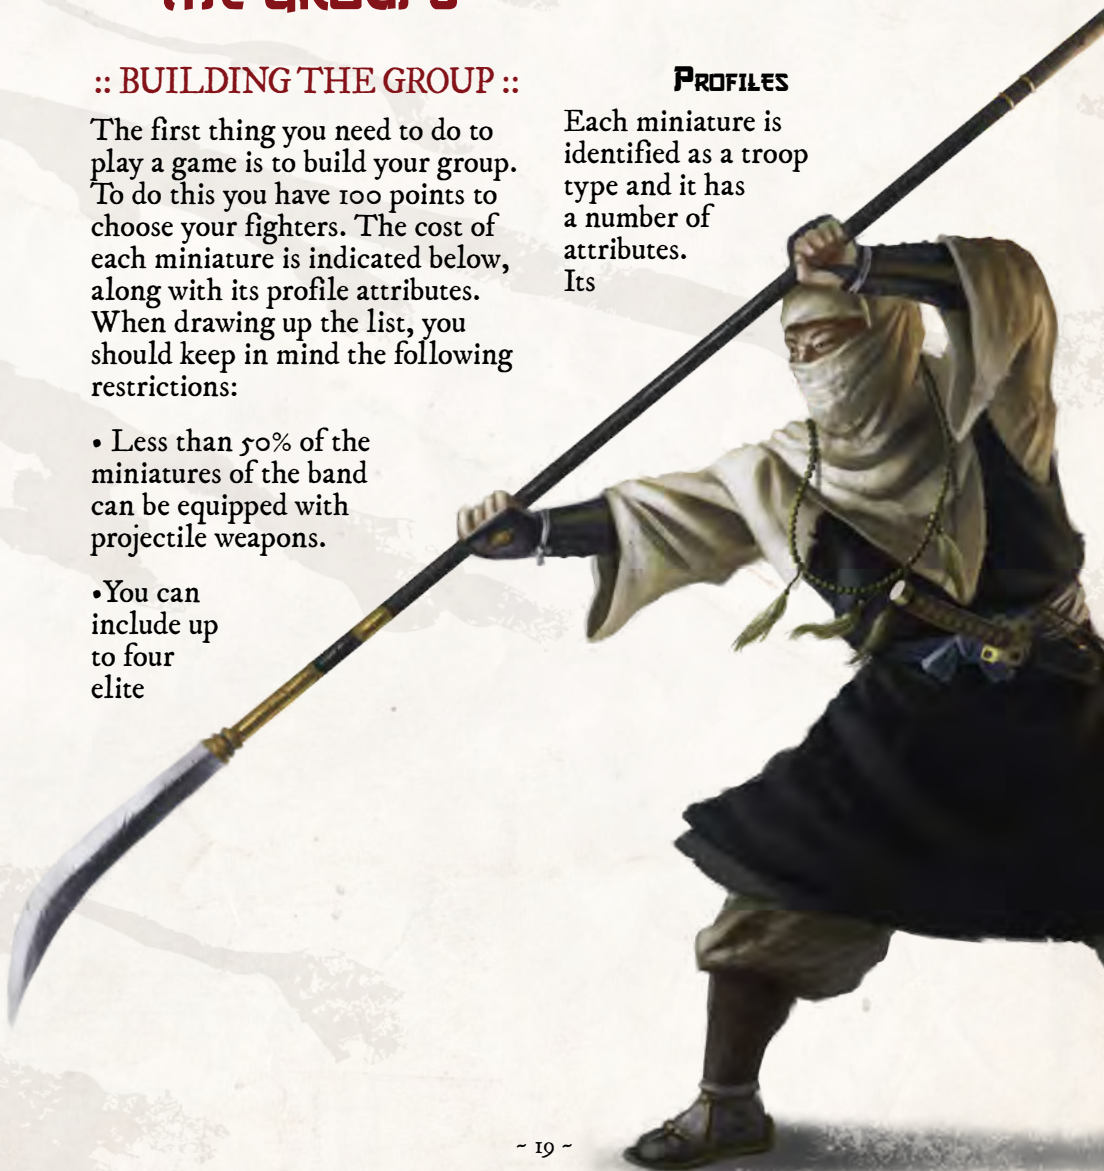 The Groups
:: BUILDING THE GROUP ::
The first thing you need to do to
play a game is to build your group.
To do this you have 100 points to
choose your fighters. The cost of
each miniature is indicated below,
along with its profile attributes.
When drawing up the list, you
should keep in mind the following
restrictions:
• Less than 50% of the
miniatures of the band
can be equipped with
projectile weapons.
•You can
include up
to four
elite
Profiles
Each miniature is
identified as a troop
type and it has
a number of
attributes.
Its
~ 19 ~